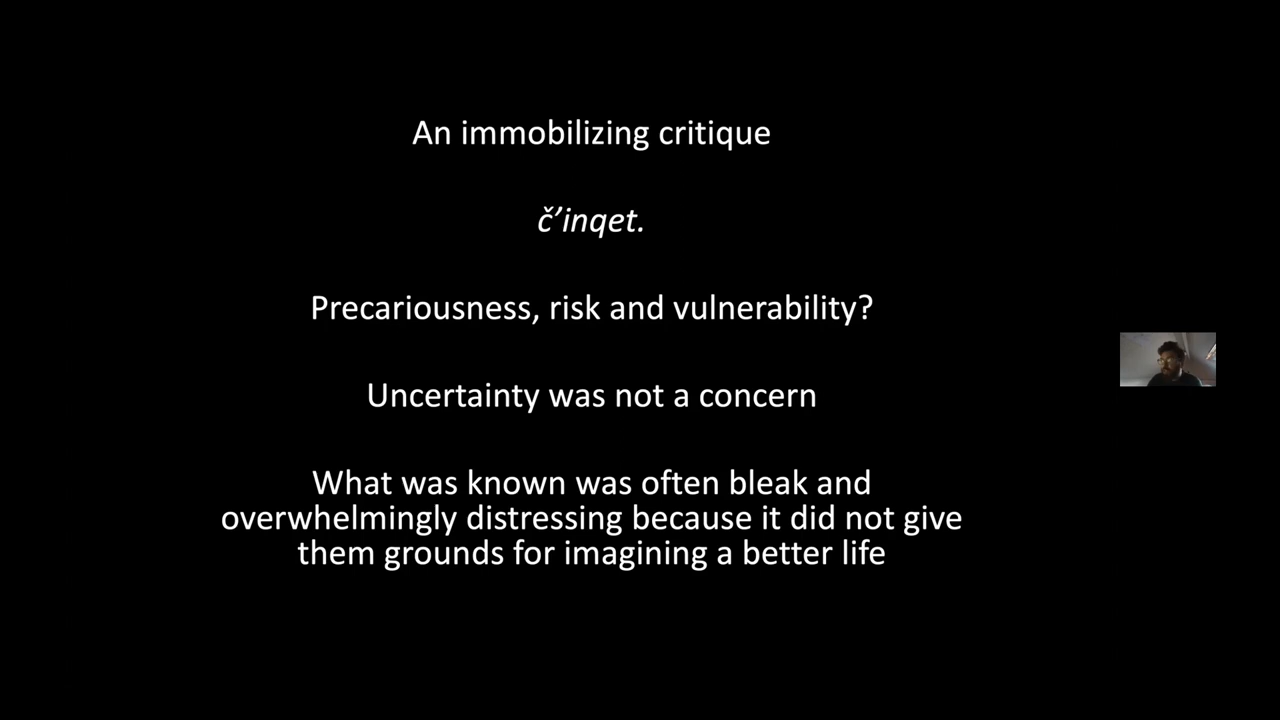 An immobilizing critique
č’inqet.
Precariousness, risk and vulnerability?
Uncertainty was not a concern
What was known was often bleak and
overwhelmingly distressing because it did not give
them grounds for imagining a better life